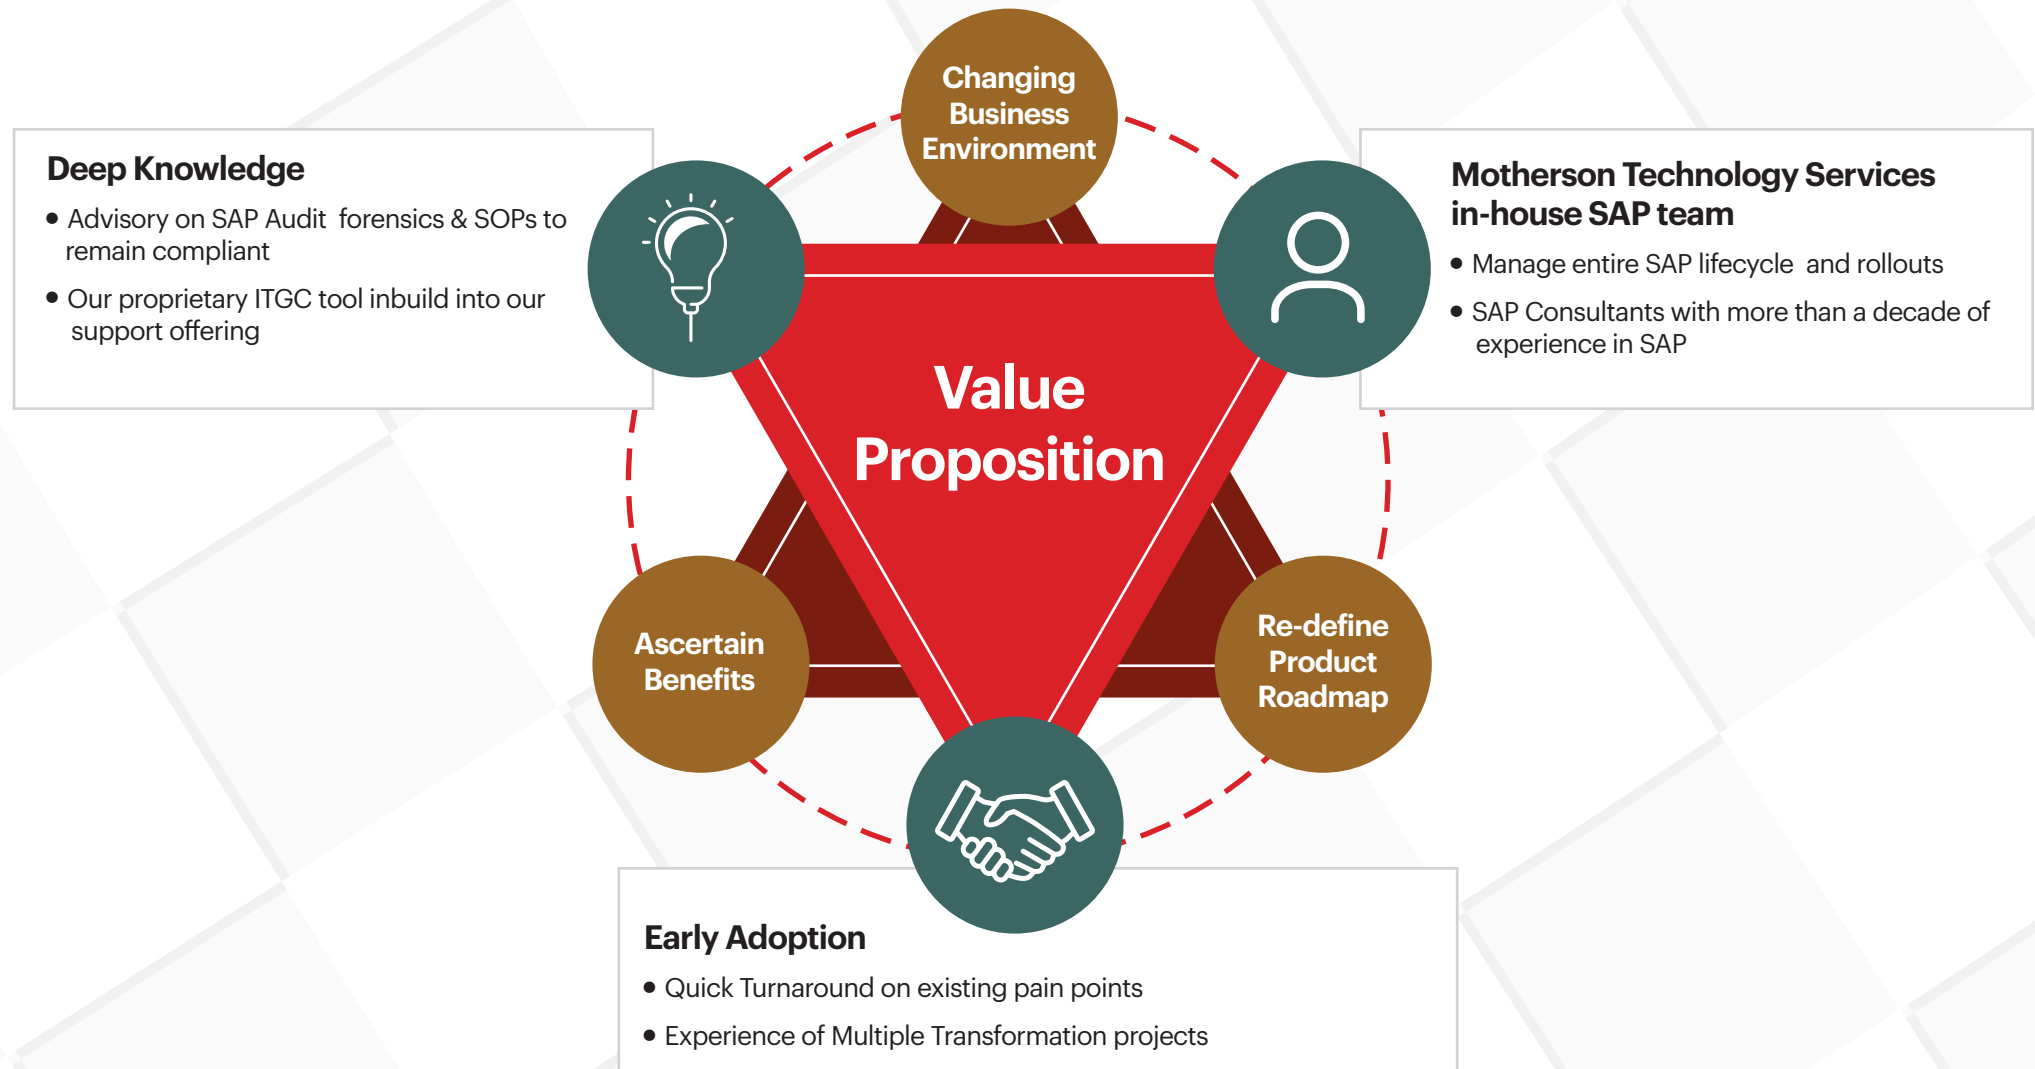 Changing
Business
Environment
Deep Knowledge
• Advisory on SAP Audit forensics & SOPs to
remain compliant
• Our proprietary ITGC tool inbuild into our
support offering
Motherson Technology Services
in-house SAP team
• Manage entire SAP lifecycle and rollouts
• SAP Consultants with more than a decade of
experience in SAP
Value
Proposition
Ascertain
Benefits
Re-define
Product
Roadmap
Early Adoption
• Quick Turnaround on existing pain points
• Experience of Multiple Transformation projects